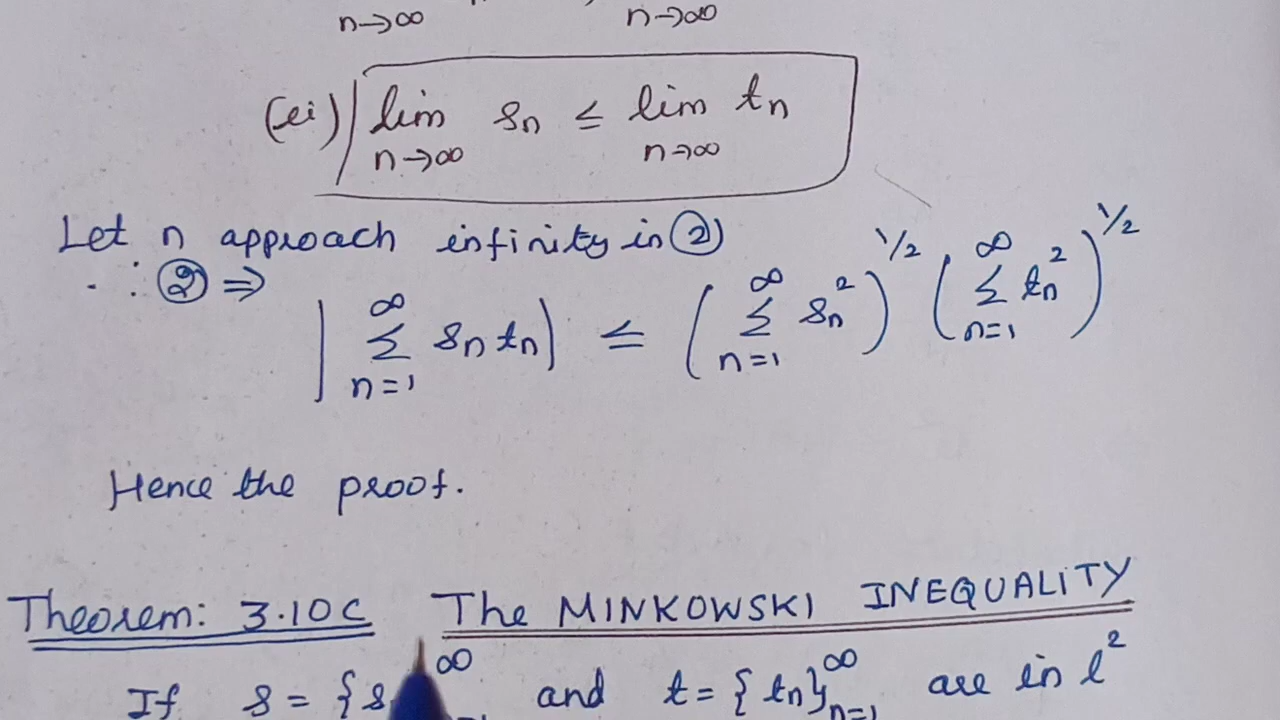 n→∞ n→∞
(ei) lim n→∞ sn ≤ lim n→∞ tn
Let n approach infinity in ②
∴ ② ⇒ | ∞ Σ n=1 sn tn | ≤ ( ∞ Σ n=1 sn² )^1/2 ( ∞ Σ n=1 tn² )^1/2
Hence the proof.
Theorem: 3.10C The MINKOWSKI INEQUALITY
If s = {s ∞ and t = {tn}∞ n=1 are in l²